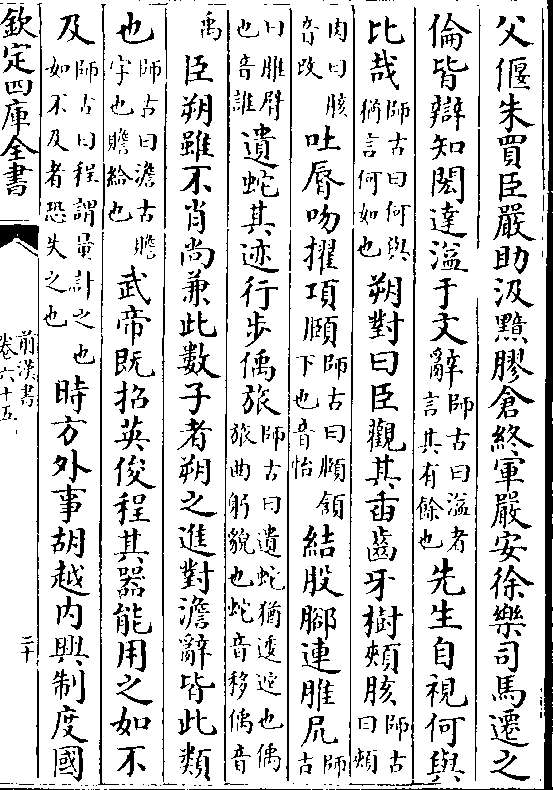 父偃朱買臣嚴助汲黯膠倉終軍嚴安徐樂司馬遷之
倫皆辯知閎達溢于文辭師古曰溢者言其有餘也先生自視何與
比哉師古曰何與猶言何如也朔對曰臣觀其臿齒牙樹頰胲師古曰頰
肉曰胲音改吐脣吻擢項頤師古曰頤頷下也音怡結股腳連脽尻師古
曰脽臀也音誰遺蛇其迹行步偊旅師古曰遺蛇猶逶迤也偊旅曲躬貌也蛇音移偊音
禹臣朔雖不肖尚兼此數子者朔之進對澹辭皆此類
也師古曰澹古贍字也贍給也武帝既招英俊程其器能用之如不
及師古曰程謂量計之也如不及者恐失之也時方外事胡越內興制度國
欽定四庫全書
前漢書
卷六十五
二十